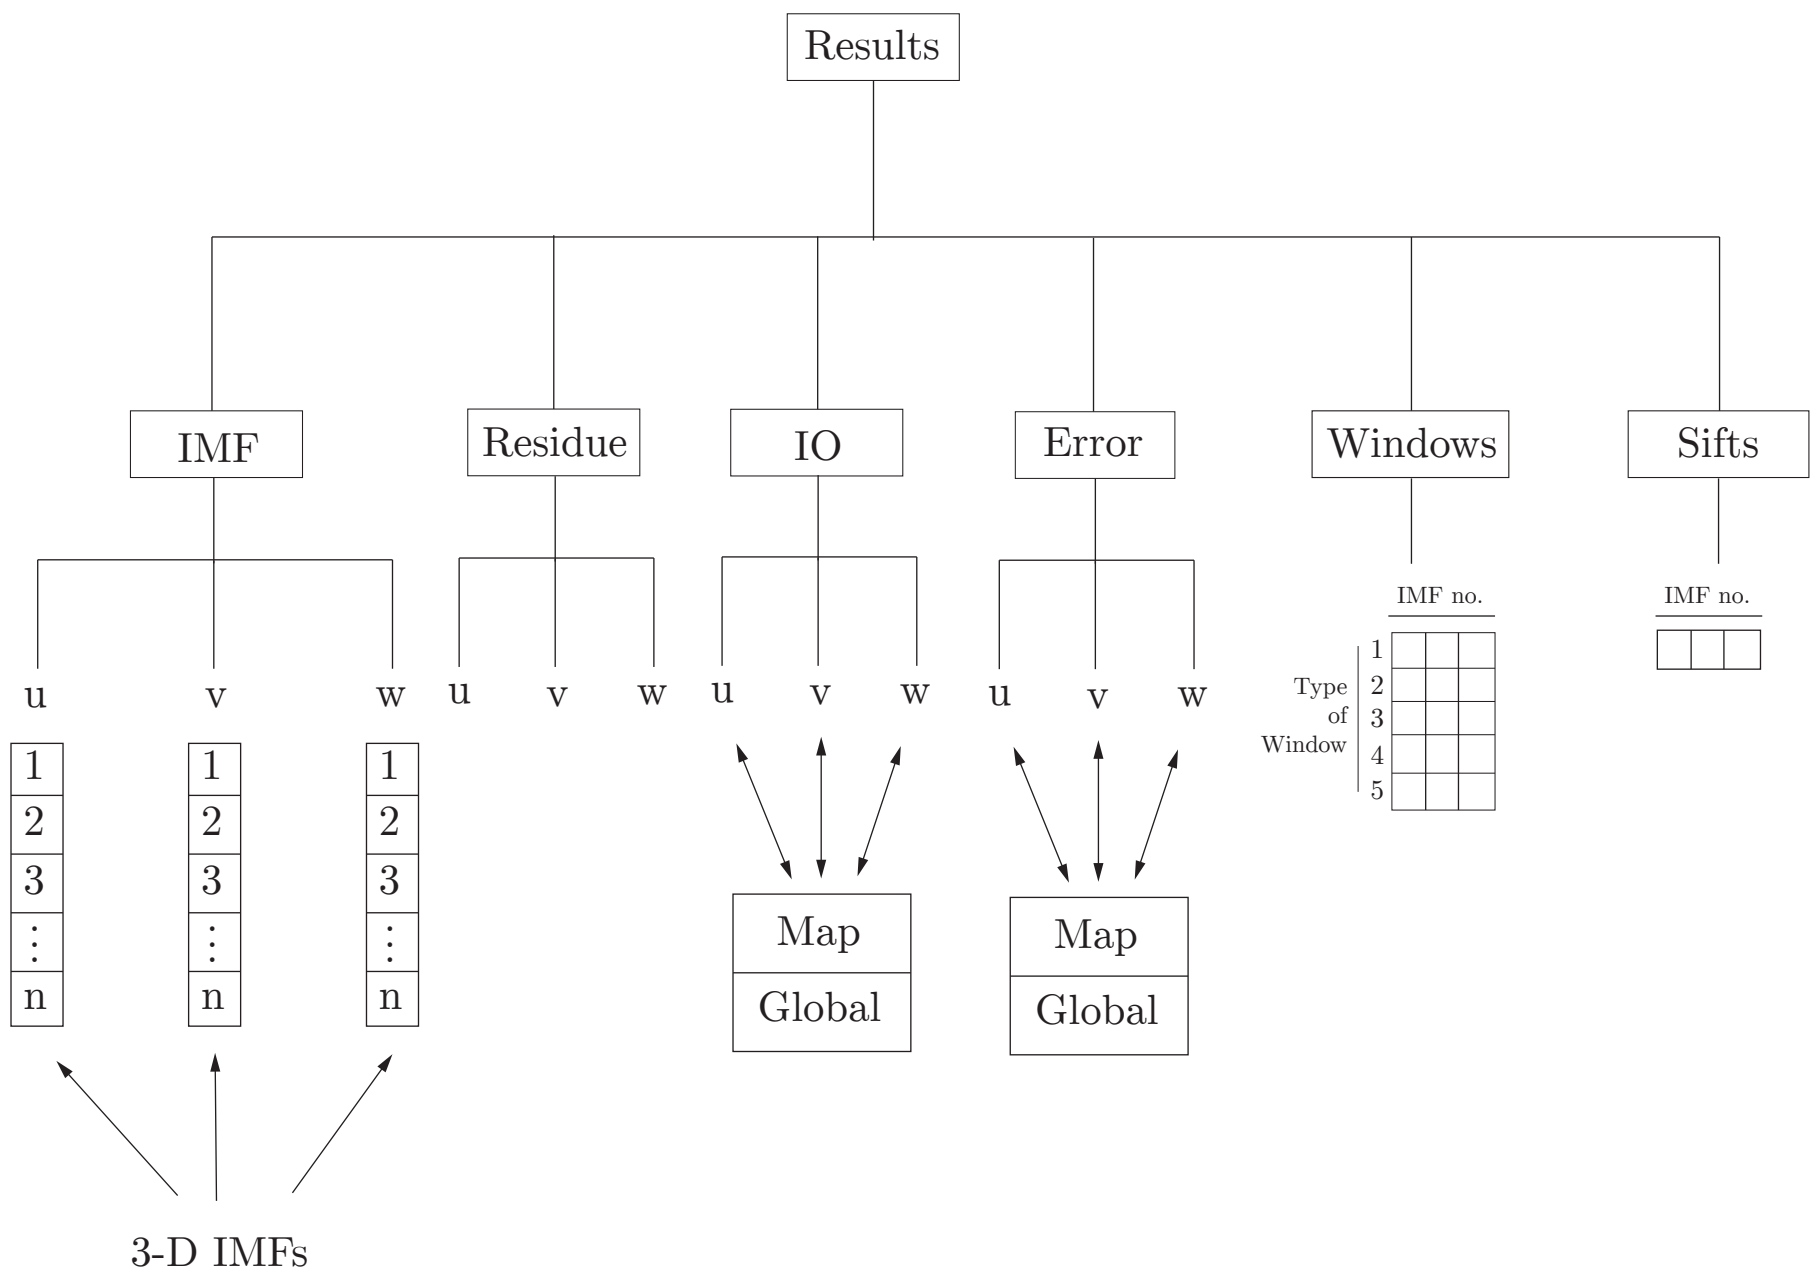 Results
IMF
Residue
IO
Error
Windows
Sifts
u
v
w
u
v
w
u
v
w
u
v
w
IMF no.
IMF no.
Type
of
Window
1
2
3
4
5
1
2
3
⋮
n
1
2
3
⋮
n
1
2
3
⋮
n
Map
Global
Map
Global
3-D IMFs